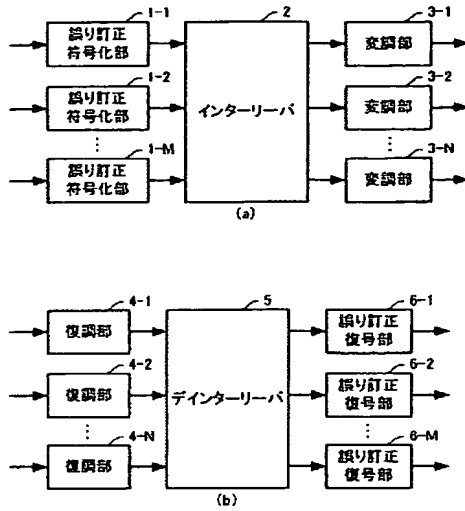 1-1
誤り訂正
符号化部
1-2
誤り訂正
符号化部
1-M
誤り訂正
符号化部
2
インターリーバ
3-1
変調部
3-2
変調部
3-N
変調部
(a)
4-1
復調部
4-2
復調部
4-N
復調部
5
デインターリーバ
6-1
誤り訂正
復号部
6-2
誤り訂正
復号部
6-M
誤り訂正
復号部
(b)